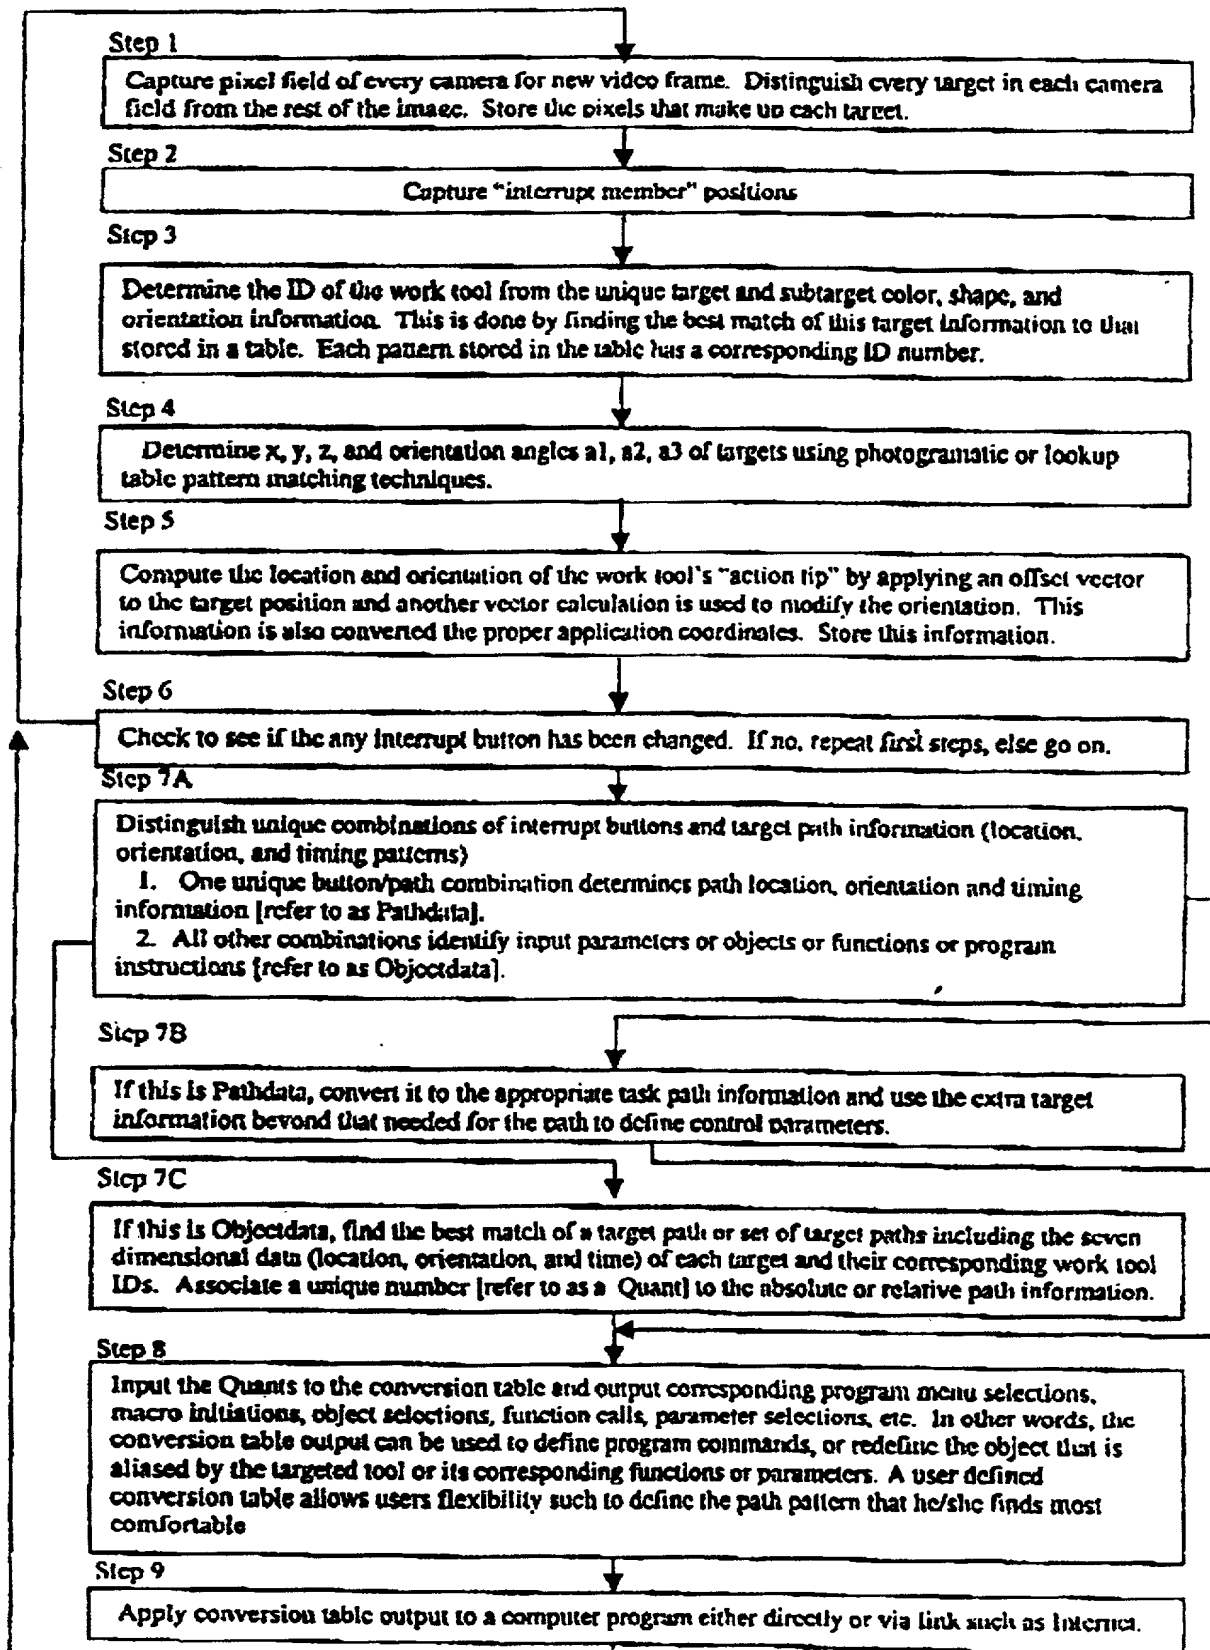 Step 1
Capture pixel field of every camera for new video frame. Distinguish every target in each camera
field from the rest of the image. Store the pixels that make up each target.
Step 2
Capture "interrupt member" positions
Step 3
Determine the ID of the work tool from the unique target and subtarget color, shape, and
orientation information. This is done by finding the best match of this target information to that
stored in a table. Each pattern stored in the table has a corresponding ID number.
Step 4
Determine x, y, z, and orientation angles a1, a2, a3 of targets using photogramatic or lookup
table pattern matching techniques.
Step 5
Compute the location and orientation of the work tool's "action tip" by applying an offset vector
to the target position and another vector calculation is used to modify the orientation. This
information is also converted the proper application coordinates. Store this information.
Step 6
Check to see if the any interrupt button has been changed. If no, repeat first steps, else go on.
Step 7A
Distinguish unique combinations of interrupt buttons and target path information (location,
orientation, and timing patterns)
1. One unique button/path combination determines path location, orientation and timing
information [refer to as Pathdata].
2. All other combinations identify input parameters or objects or functions or program
instructions [refer to as Objectdata].
Step 7B
If this is Pathdata, convert it to the appropriate task path information and use the extra target
information beyond that needed for the path to define control parameters.
Step 7C
If this is Objectdata, find the best match of a target path or set of target paths including the seven
dimensional data (location, orientation, and time) of each target and their corresponding work tool
IDs. Associate a unique number [refer to as a Quant] to the absolute or relative path information.
Step 8
Input the Quants to the conversion table and output corresponding program menu selections,
macro initiations, object selections, function calls, parameter selections, etc. In other words, the
conversion table output can be used to define program commands, or redefine the object that is
aliased by the targeted tool or its corresponding functions or parameters. A user defined
conversion table allows users flexibility such to define the path pattern that he/she finds most
comfortable
Step 9
Apply conversion table output to a computer program either directly or via link such as Internet.